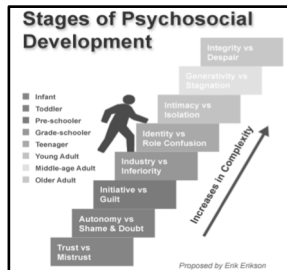 Stages of Psychosocial
Development
Integrity vs
Despair
Generativity vs
Stagnation
Intimacy vs
Isolation
Identity vs
Role Confusion
Industry vs
Inferiority
Initiative vs
Guilt
Autonomy vs
Shame & Doubt
Trust vs
Mistrust
Infant
Toddler
Pre-schooler
Grade-schooler
Teenager
Young Adult
Middle-age Adult
Older Adult
Increases in Complexity
Proposed by Erik Erikson